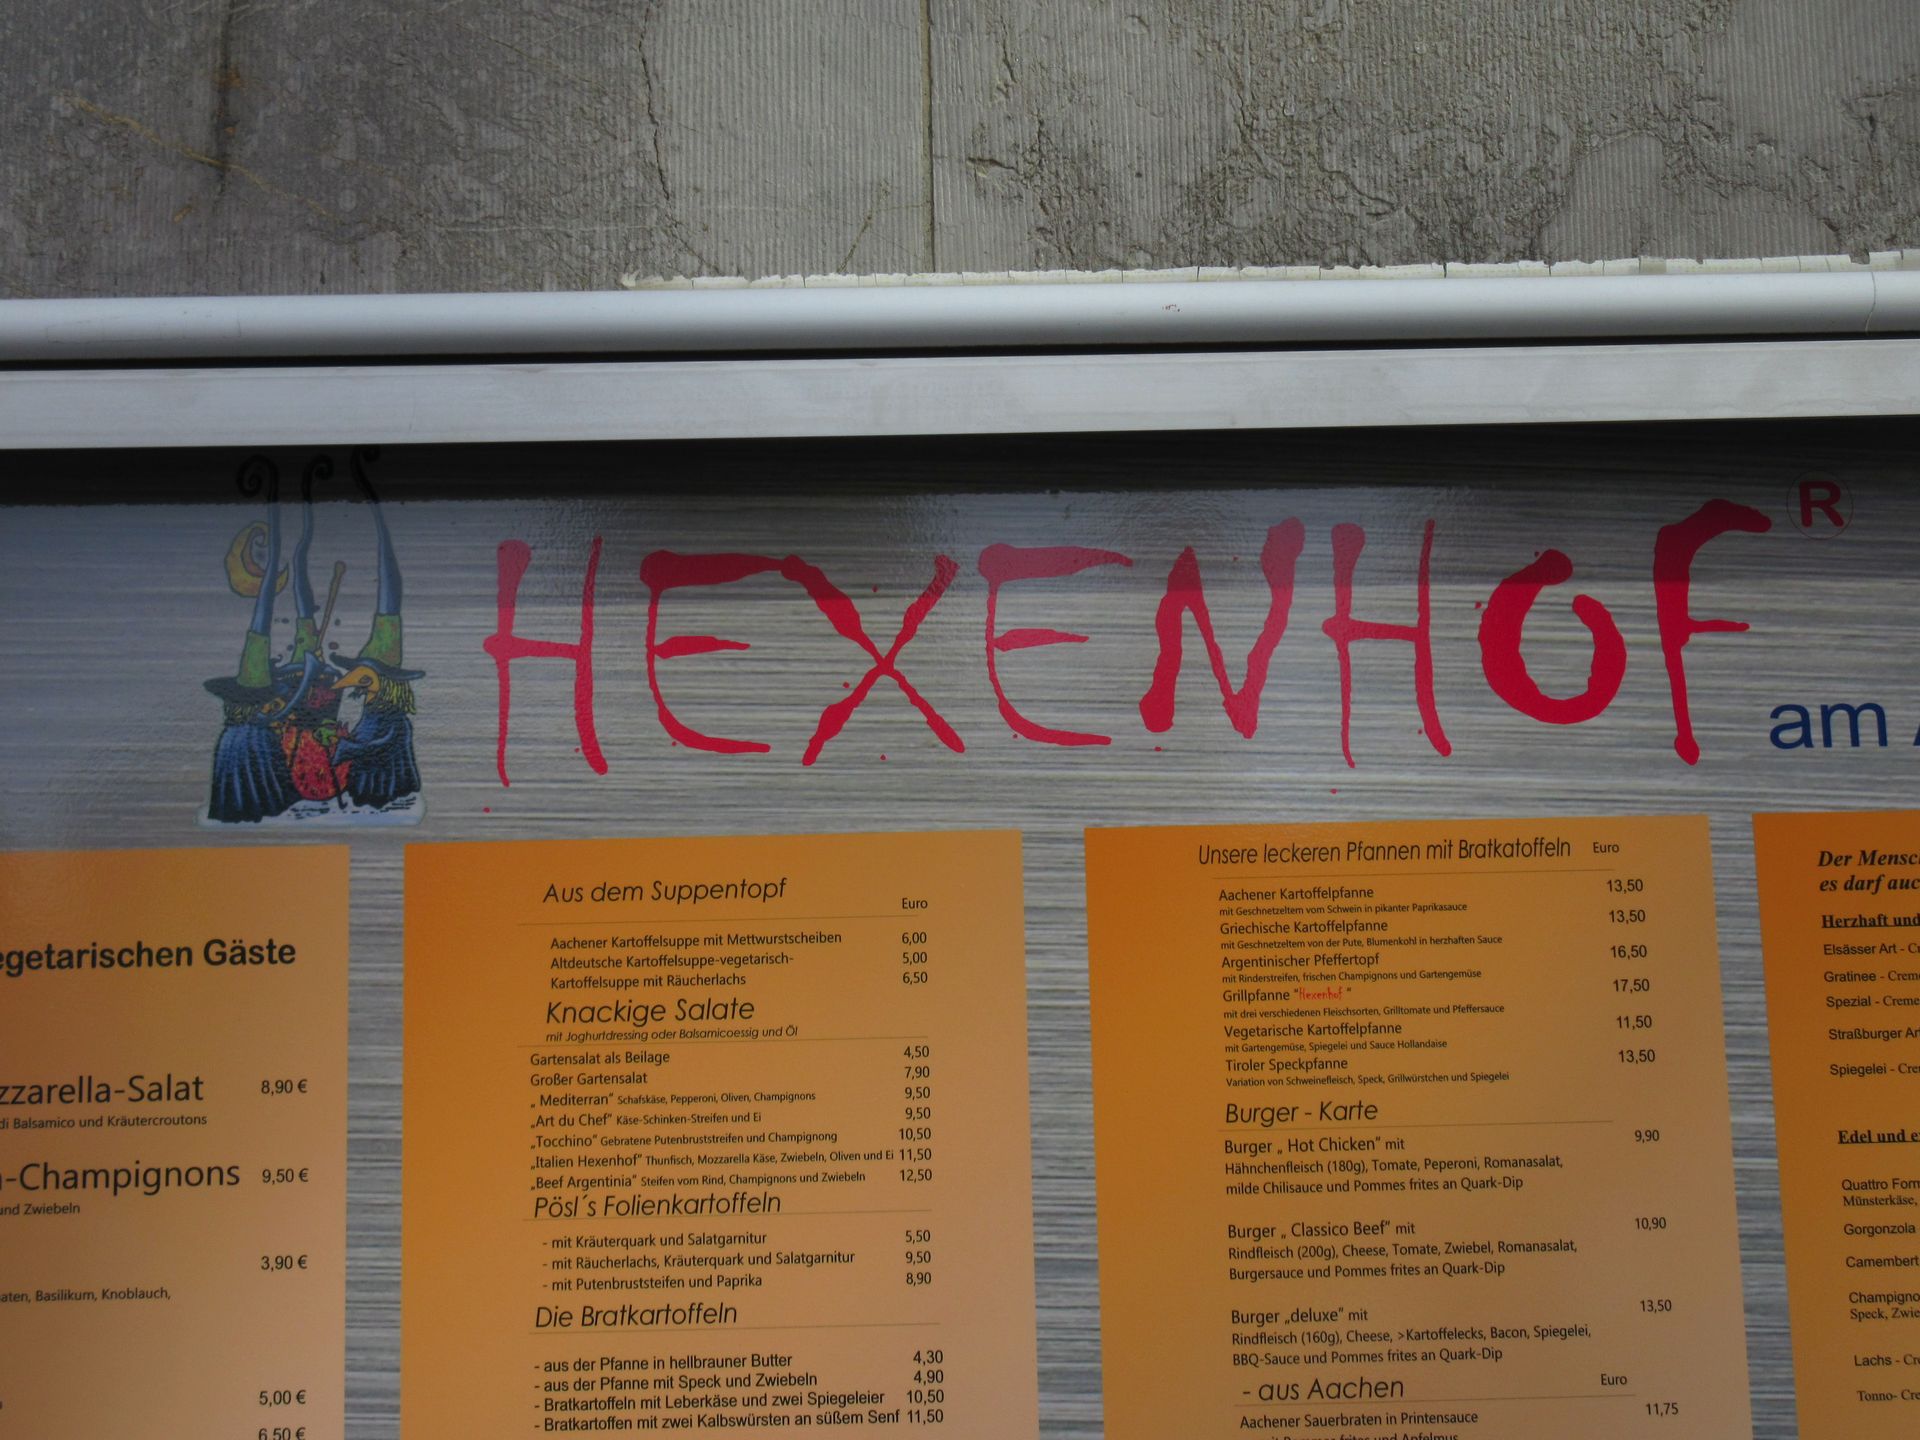 HEXENHOF ®
am
egetarischen Gäste
zzarella-Salat 8,90 €
di Balsamico und Kräutercroutons
-Champignons 9,50 €
und Zwiebeln
3,90 €
aten, Basilikum, Knoblauch,
5,00 €
6,50 €
Aus dem Suppentopf
Euro
Aachener Kartoffelsuppe mit Mettwurstscheiben 6,00
Altdeutsche Kartoffelsuppe-vegetarisch- 5,00
Kartoffelsuppe mit Räucherlachs 6,50
Knackige Salate
mit Joghurtdressing oder Balsamicoessig und Öl
Gartensalat als Beilage 4,50
Großer Gartensalat 7,90
„ Mediterran" Schafskäse, Pepperoni, Oliven, Champignons 9,50
„Art du Chef" Käse-Schinken-Streifen und Ei 9,50
„Tocchino" Gebratene Putenbruststreifen und Champignong 10,50
„Italien Hexenhof" Thunfisch, Mozzarella Käse, Zwiebeln, Oliven und Ei 11,50
„Beef Argentinia" Steifen vom Rind, Champignons und Zwiebeln 12,50
Pösl´s Folienkartoffeln
- mit Kräuterquark und Salatgarnitur 5,50
- mit Räucherlachs, Kräuterquark und Salatgarnitur 9,50
- mit Putenbruststeifen und Paprika 8,90
Die Bratkartoffeln
- aus der Pfanne in hellbrauner Butter 4,30
- aus der Pfanne mit Speck und Zwiebeln 4,90
- Bratkartoffeln mit Leberkäse und zwei Spiegeleier 10,50
- Bratkartoffen mit zwei Kalbswürsten an süßem Senf 11,50
Unsere leckeren Pfannen mit Bratkatoffeln Euro
Aachener Kartoffelpfanne 13,50
mit Geschnetzeltem vom Schwein in pikanter Paprikasauce
Griechische Kartoffelpfanne 13,50
mit Geschnetzeltem von der Pute, Blumenkohl in herzhaften Sauce
Argentinischer Pfeffertopf 16,50
mit Rinderstreifen, frischen Champignons und Gartengemüse
Grillpfanne "Hexenhof " 17,50
mit drei verschiedenen Fleischsorten, Grilltomate und Pfeffersauce
Vegetarische Kartoffelpfanne 11,50
mit Gartengemüse, Spiegelei und Sauce Hollandaise
Tiroler Speckpfanne 13,50
Variation von Schweinefleisch, Speck, Grillwürstchen und Spiegelei
Burger - Karte
Burger „ Hot Chicken" mit 9,90
Hähnchenfleisch (180g), Tomate, Peperoni, Romanasalat,
milde Chilisauce und Pommes frites an Quark-Dip
Burger „ Classico Beef" mit 10,90
Rindfleisch (200g), Cheese, Tomate, Zwiebel, Romanasalat,
Burgersauce und Pommes frites an Quark-Dip
Burger „deluxe" mit 13,50
Rindfleisch (160g), Cheese, >Kartoffelecks, Bacon, Spiegelei,
BBQ-Sauce und Pommes frites an Quark-Dip
- aus Aachen Euro
Aachener Sauerbraten in Printensauce 11,75
mit Pommes frites und Apfelmus
Der Mensc
es darf auc
Herzhaft und
Elsässer Art - Cr
Gratinee - Creme
Spezial - Creme
Straßburger Art
Spiegelei - Cre
Edel und e
Quattro Form
Münsterkäse,
Gorgonzola
Camembert
Champigno
Speck, Zwie
Lachs - Cr
Tonno- Cre